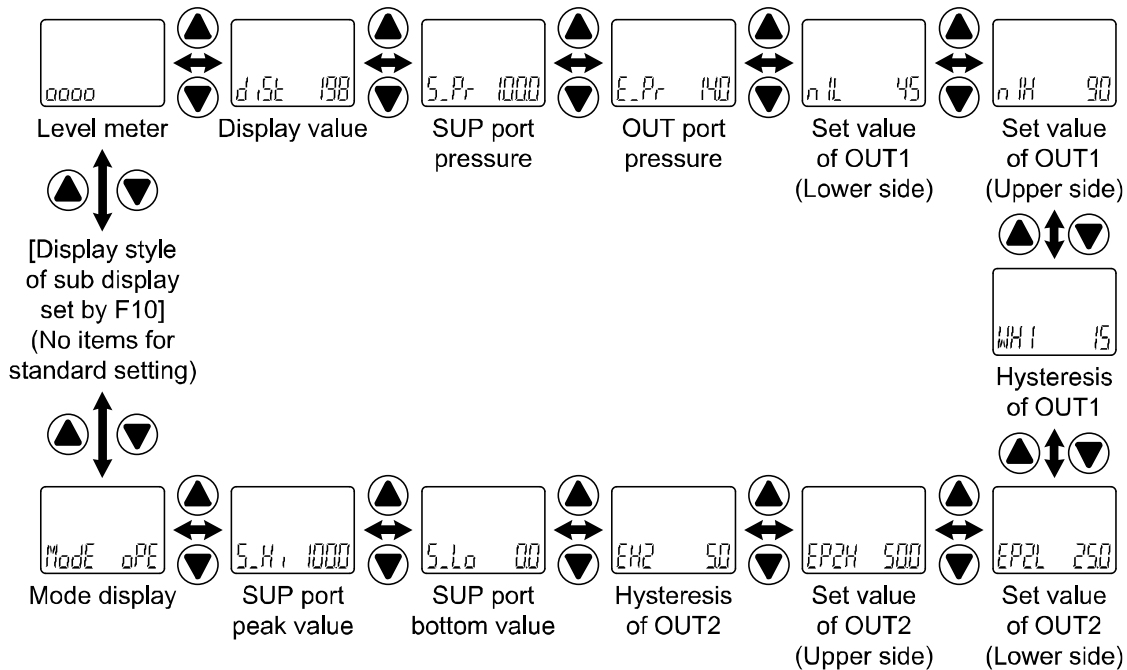 oooo
Level meter
diSt 198
Display value
S_Pr 100.0
SUP port
pressure
E_Pr 14.0
OUT port
pressure
n1L 45
Set value
of OUT1
(Lower side)
n1H 90
Set value
of OUT1
(Upper side)
[Display style
of sub display
set by F10]
(No items for
standard setting)
WH1 15
Hysteresis
of OUT1
ModE oPE
Mode display
S_Hi 100.0
SUP port
peak value
S_Lo 0.0
SUP port
bottom value
EH2 5.0
Hysteresis
of OUT2
EP2H 50.0
Set value
of OUT2
(Upper side)
EP2L 25.0
Set value
of OUT2
(Lower side)